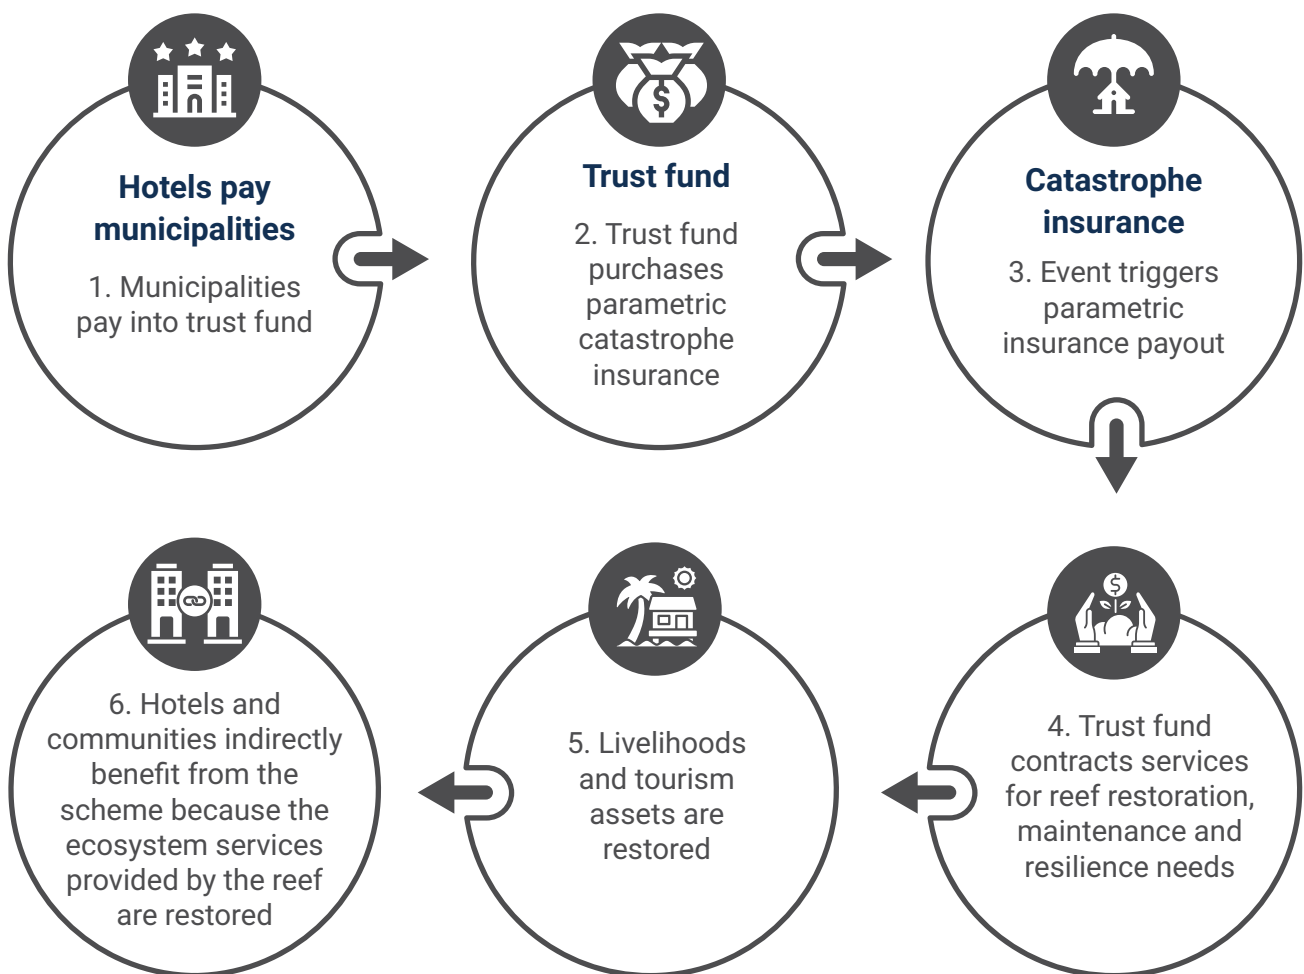 Hotels pay
municipalities
1. Municipalities
pay into trust fund
Trust fund
2. Trust fund
purchases
parametric
catastrophe
insurance
Catastrophe
insurance
3. Event triggers
parametric
insurance payout
4. Trust fund
contracts services
for reef restoration,
maintenance and
resilience needs
5. Livelihoods
and tourism
assets are
restored
6. Hotels and
communities indirectly
benefit from the
scheme because the
ecosystem services
provided by the reef
are restored